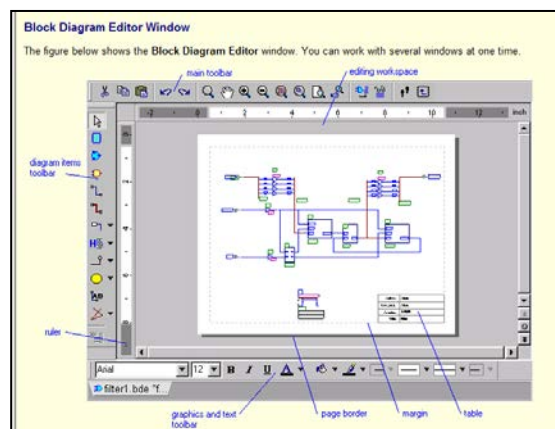 Block Diagram Editor Window
The figure below shows the Block Diagram Editor window. You can work with several windows at one time.
main toolbar
editing workspace
inch
diagram items
toolbar
ruler
Arial
12
B I U A
filter1.bde *f...
graphics and text
toolbar
page border
margin
table